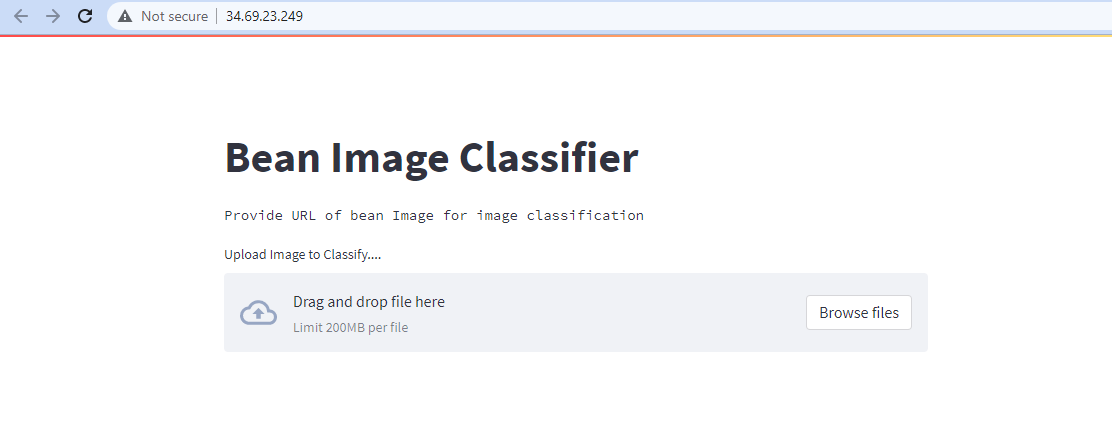 Not secure 34.69.23.249
Bean Image Classifier
Provide URL of bean Image for image classification
Upload Image to Classify....
Drag and drop file here
Limit 200MB per file
Browse files